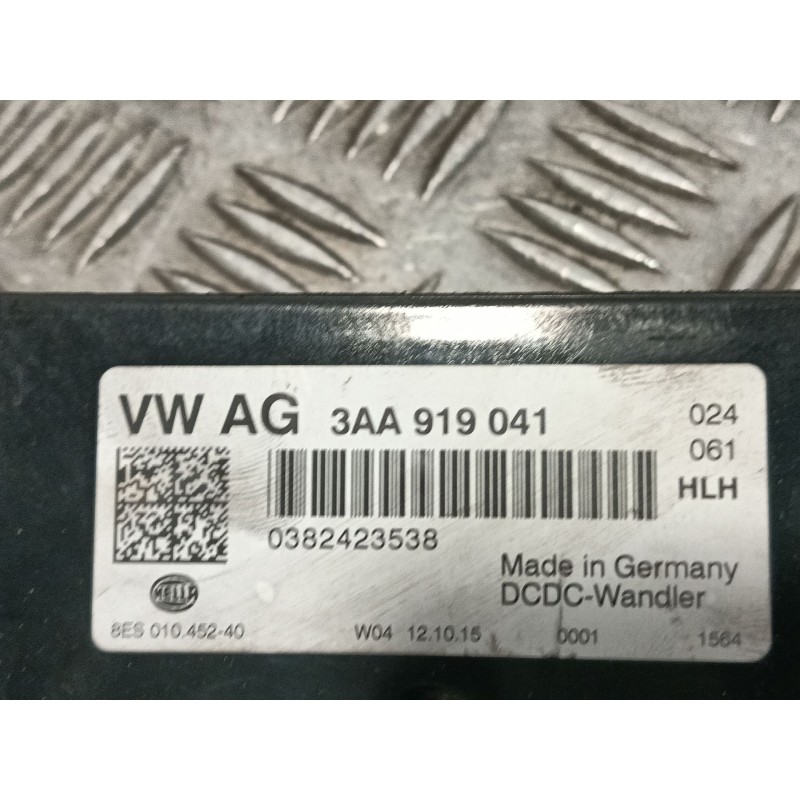 VW AG 3AA 919 041 024
061
HLH
0382423538
Made in Germany
DCDC-Wandler
HELLA
8ES 010.452-40 W04 12.10.15 0001 1564